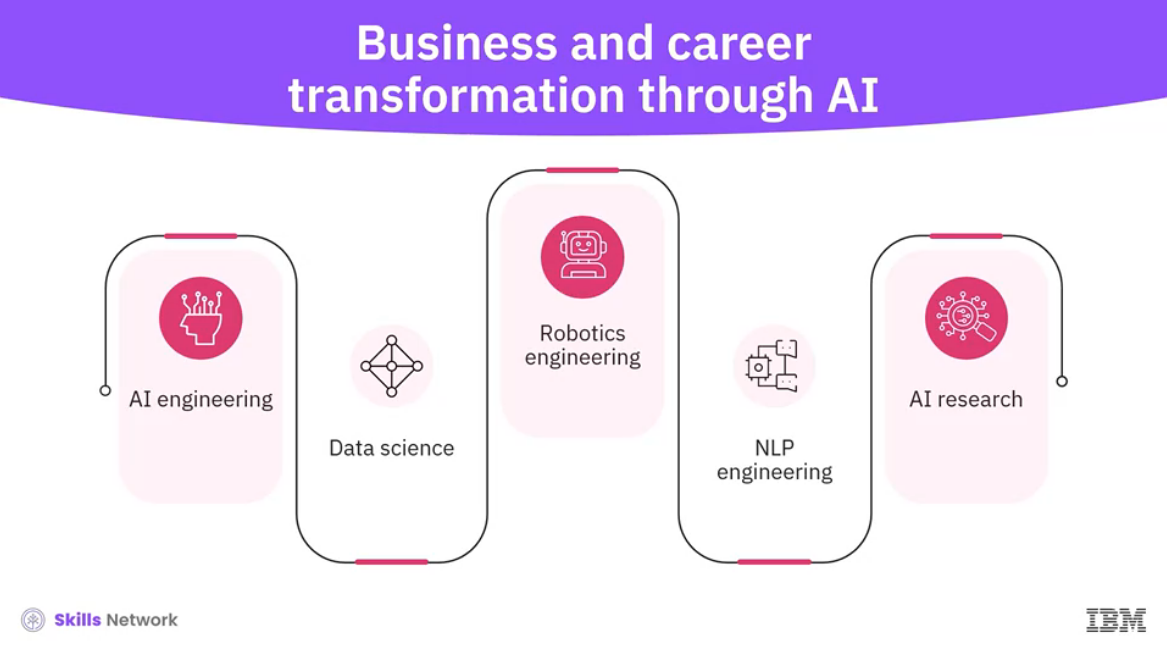 Business and career
transformation through AI
AI engineering
Data science
Robotics
engineering
NLP
engineering
AI research
Skills Network
IBM